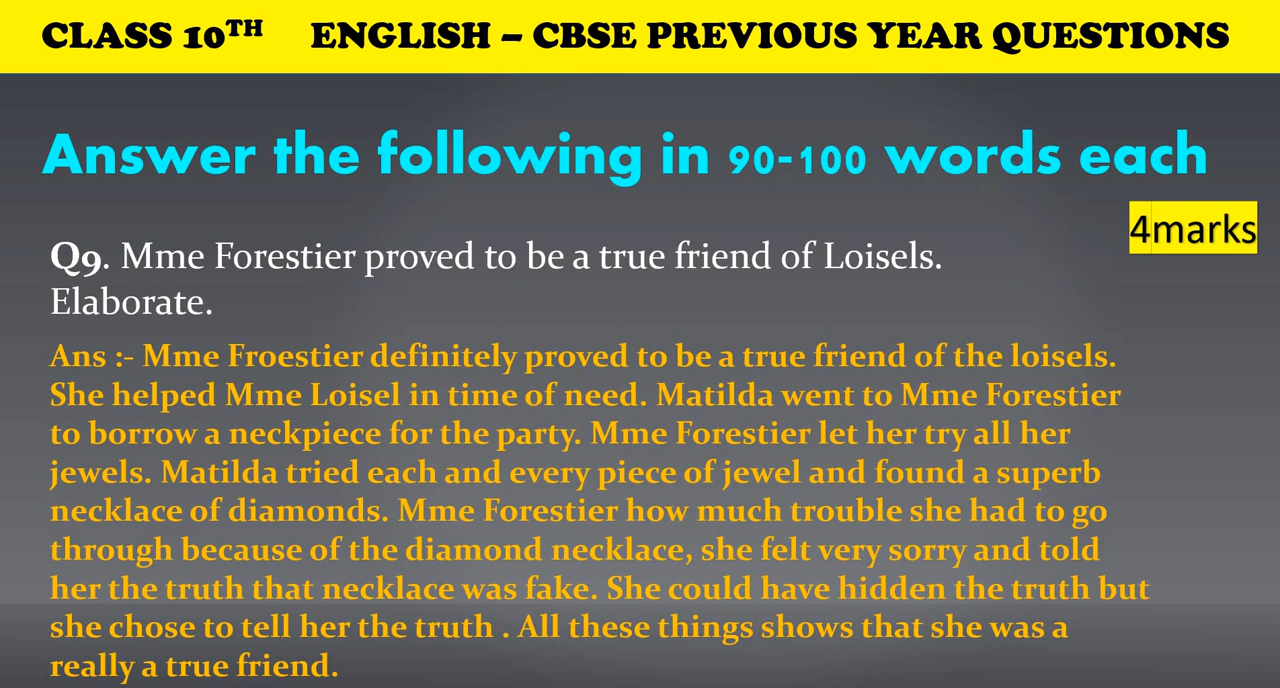 CLASS 10TH ENGLISH – CBSE PREVIOUS YEAR QUESTIONS
Answer the following in 90-100 words each
4marks
Q9. Mme Forestier proved to be a true friend of Loisels.
Elaborate.
Ans :- Mme Froestier definitely proved to be a true friend of the loisels.
She helped Mme Loisel in time of need. Matilda went to Mme Forestier
to borrow a neckpiece for the party. Mme Forestier let her try all her
jewels. Matilda tried each and every piece of jewel and found a superb
necklace of diamonds. Mme Forestier how much trouble she had to go
through because of the diamond necklace, she felt very sorry and told
her the truth that necklace was fake. She could have hidden the truth but
she chose to tell her the truth . All these things shows that she was a
really a true friend.